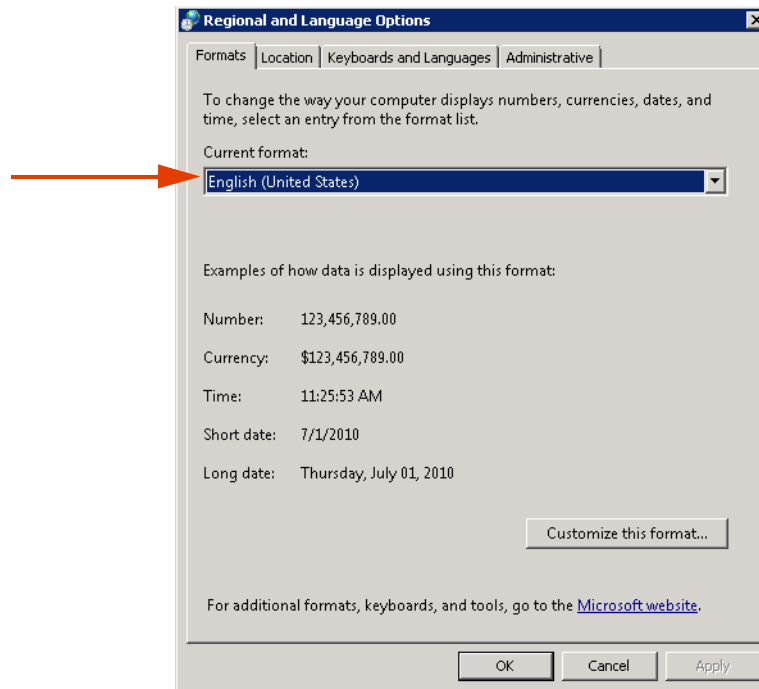 Regional and Language Options
Formats Location Keyboards and Languages Administrative
To change the way your computer displays numbers, currencies, dates, and
time, select an entry from the format list.
Current format:
English (United States)
Examples of how data is displayed using this format:
Number: 123,456,789.00
Currency: $123,456,789.00
Time: 11:25:53 AM
Short date: 7/1/2010
Long date: Thursday, July 01, 2010
Customize this format...
For additional formats, keyboards, and tools, go to the Microsoft website.
OK Cancel Apply